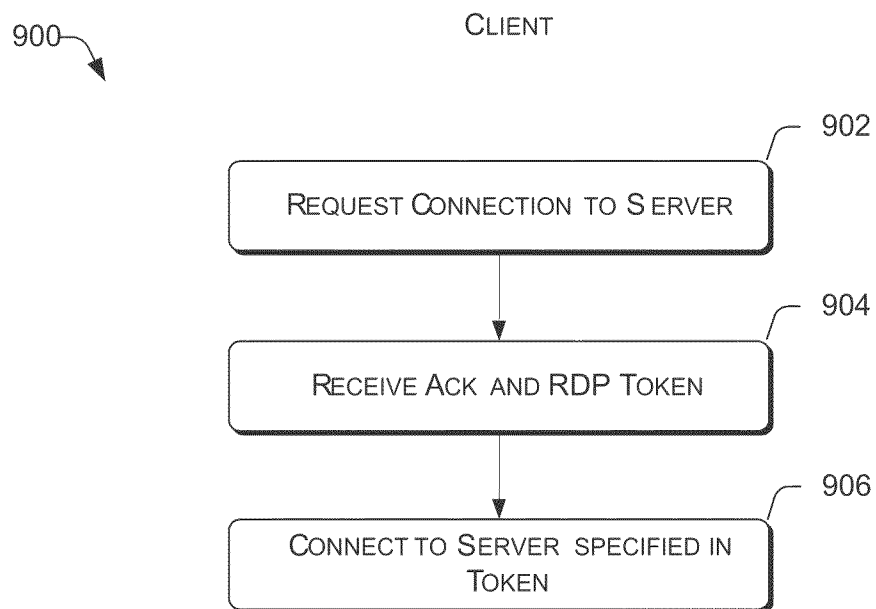 900
CLIENT
902
REQUEST CONNECTION TO SERVER
904
RECEIVE ACK AND RDP TOKEN
906
CONNECT TO SERVER SPECIFIED IN
TOKEN